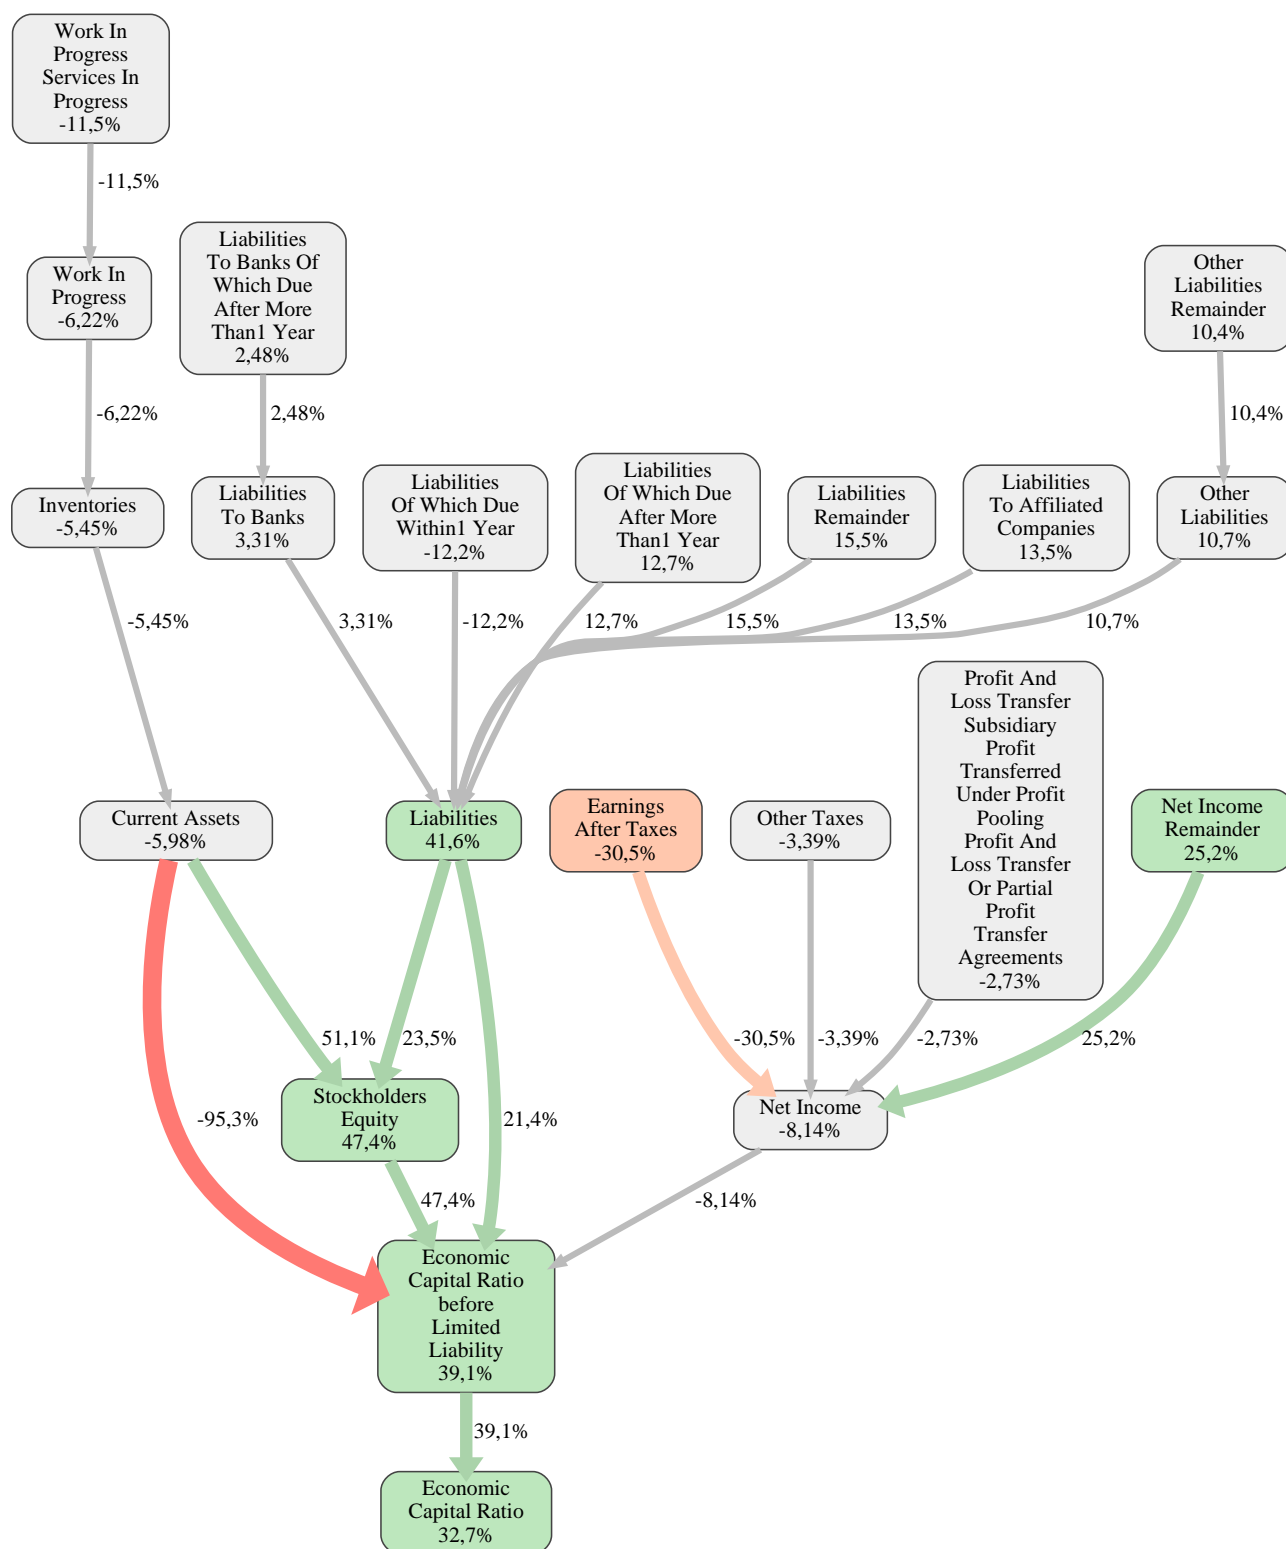 Work In
Progress
Services In
Progress
-11,5%
-11,5%
Liabilities
To Banks Of
Which Due
After More
Than1 Year
2,48%
Other
Liabilities
Remainder
10,4%
Work In
Progress
-6,22%
-6,22%
2,48%
10,4%
Inventories
-5,45%
Liabilities
To Banks
3,31%
Liabilities
Of Which Due
Within1 Year
-12,2%
Liabilities
Of Which Due
After More
Than1 Year
12,7%
Liabilities
Remainder
15,5%
Liabilities
To Affiliated
Companies
13,5%
Other
Liabilities
10,7%
-5,45%
3,31%
-12,2%
12,7%
15,5%
13,5%
10,7%
Profit And
Loss Transfer
Subsidiary
Profit
Transferred
Under Profit
Pooling
Profit And
Loss Transfer
Or Partial
Profit
Transfer
Agreements
-2,73%
Current Assets
-5,98%
Liabilities
41,6%
Earnings
After Taxes
-30,5%
Other Taxes
-3,39%
Net Income
Remainder
25,2%
51,1%
23,5%
-30,5%
-3,39%
-2,73%
25,2%
Stockholders
Equity
47,4%
-95,3%
21,4%
Net Income
-8,14%
47,4%
-8,14%
Economic
Capital Ratio
before
Limited
Liability
39,1%
39,1%
Economic
Capital Ratio
32,7%